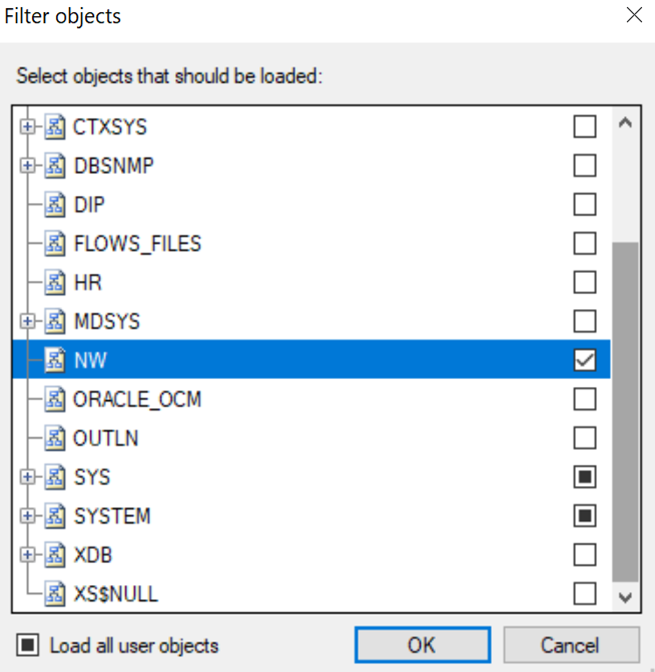 Filter objects
Select objects that should be loaded:
CTXSYS
DBSNMP
DIP
FLOWS_FILES
HR
MDSYS
NW
ORACLE_OCM
OUTLN
SYS
SYSTEM
XDB
XS$NULL
Load all user objects OK Cancel